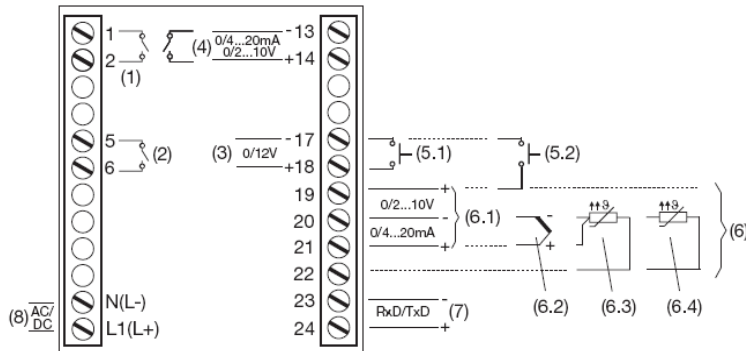 1 (4) 0/4...20mA -13
2 0/2...10V +14
(1)
5 (2) (3) 0/12V -17 (5.1) (5.2)
6 +18
19 +
0/2...10V (6.1)
20 - -
0/4...20mA (6)
21 + +
22
N(L-) 23 - (6.2) (6.3) (6.4)
(8) AC/DC RxD/TxD (7)
L1(L+) 24 +